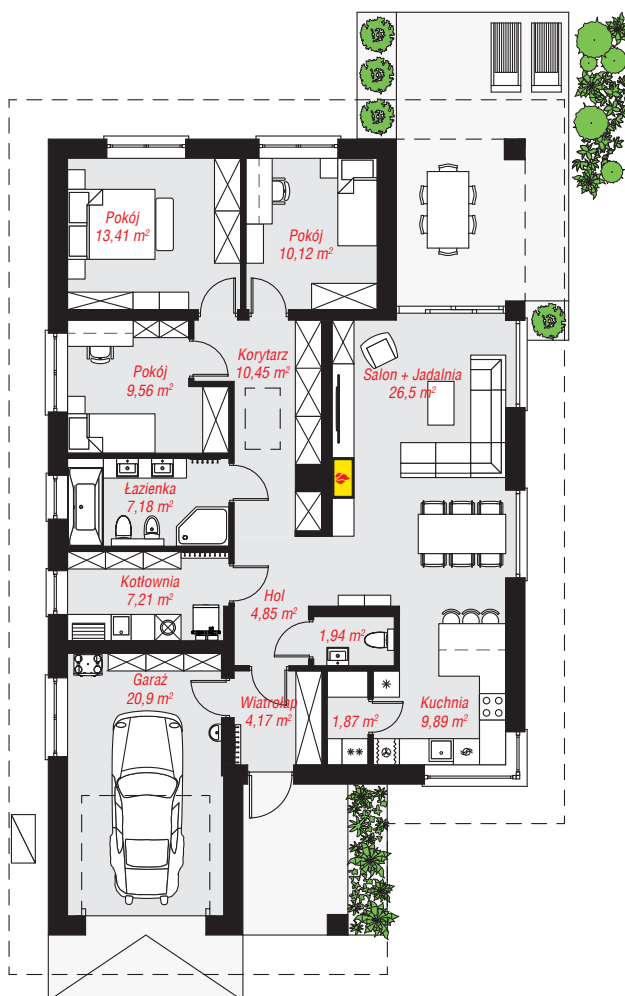 Pokój
13,41 m²
Pokój
10,12 m²
Pokój
9,56 m²
Korytarz
10,45 m²
Salon + Jadalnia
26,5 m²
Łazienka
7,18 m²
Kotłownia
7,21 m²
Hol
4,85 m²
1,94 m²
Garaż
20,9 m²
Wiatrołap
4,17 m²
1,87 m²
Kuchnia
9,89 m²